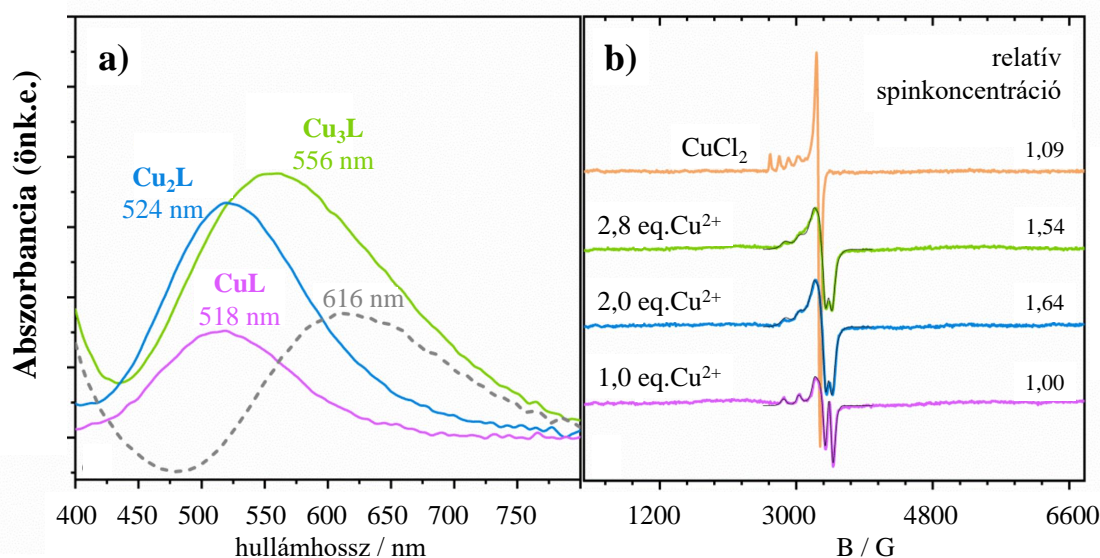 Abszorbancia (önk.e.)
a)
Cu₃L
556 nm
Cu₂L
524 nm
CuL
518 nm
616 nm
400 450 500 550 600 650 700 750
hullámhossz / nm
b)
relatív
spinkoncentráció
CuCl₂
1,09
2,8 eq.Cu²⁺
1,54
2,0 eq.Cu²⁺
1,64
1,0 eq.Cu²⁺
1,00
1200 3000 4800 6600
B / G